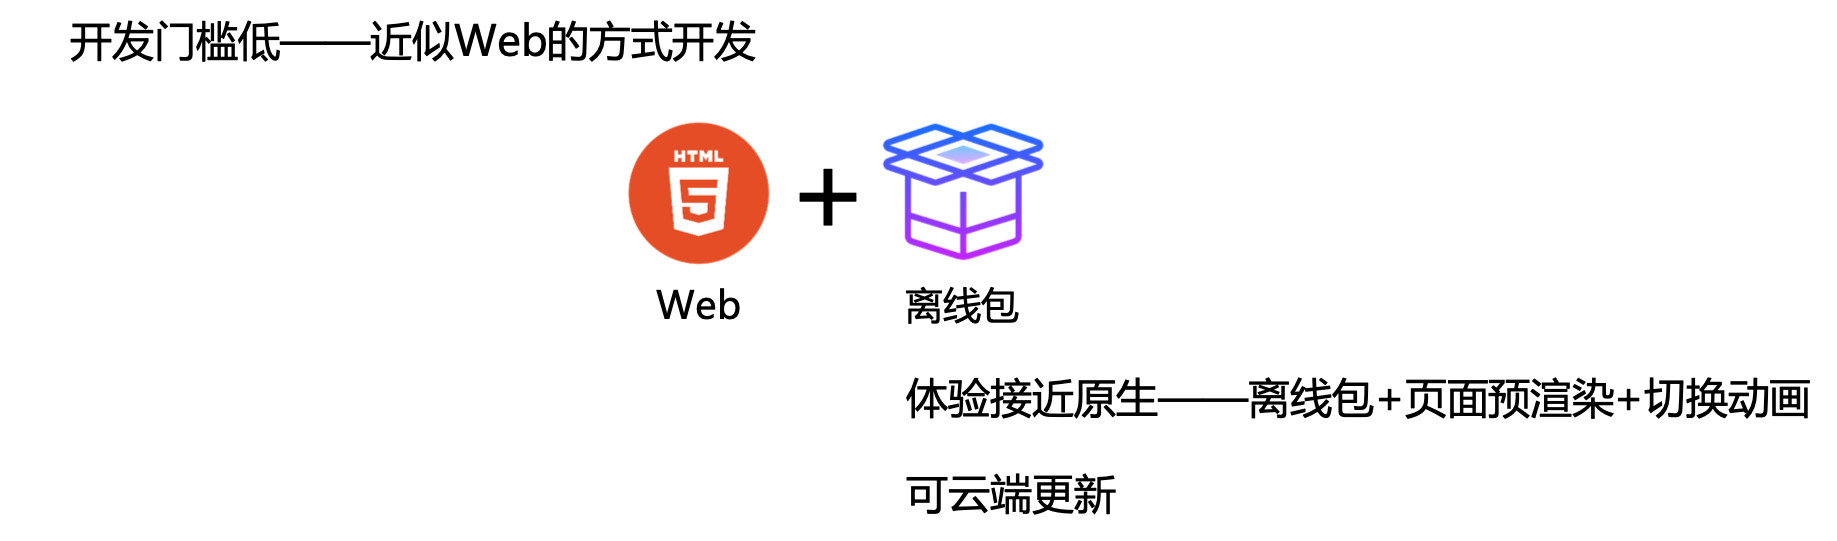 开发门槛低——近似Web的方式开发
HTML
5
+
Web
离线包
体验接近原生——离线包+页面预渲染+切换动画
可云端更新